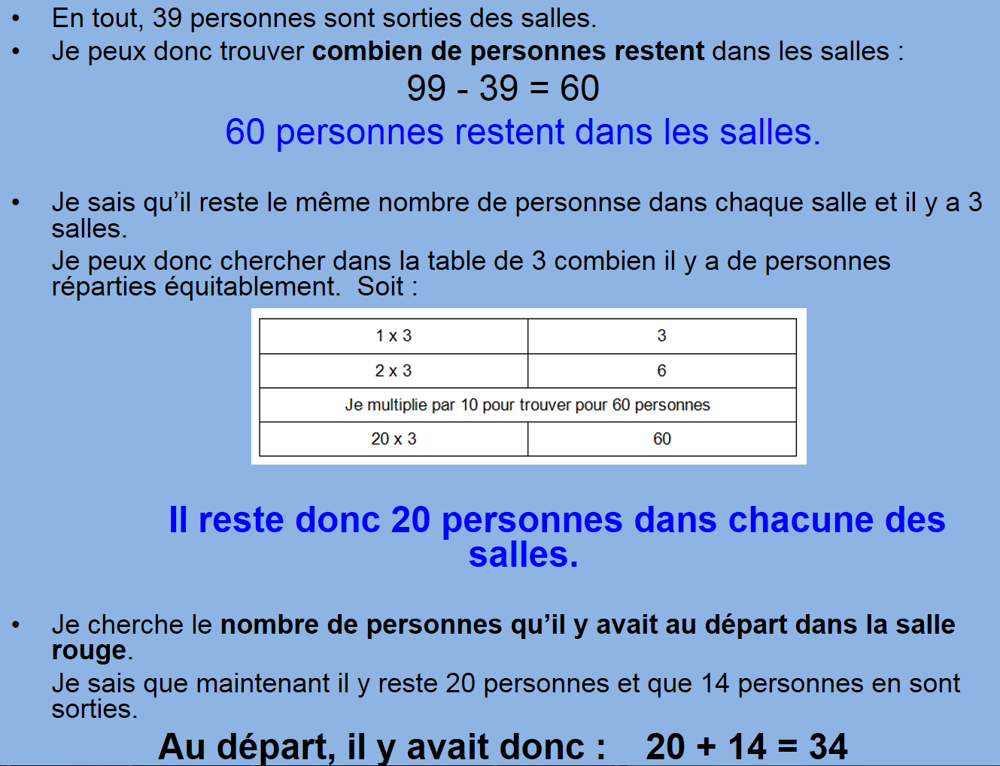 • En tout, 39 personnes sont sorties des salles.
• Je peux donc trouver combien de personnes restent dans les salles :
99 - 39 = 60
60 personnes restent dans les salles.
• Je sais qu’il reste le même nombre de personnse dans chaque salle et il y a 3
salles.
Je peux donc chercher dans la table de 3 combien il y a de personnes
réparties équitablement. Soit :
1 x 3 3
2 x 3 6
Je multiplie par 10 pour trouver pour 60 personnes
20 x 3 60
Il reste donc 20 personnes dans chacune des
salles.
• Je cherche le nombre de personnes qu’il y avait au départ dans la salle
rouge.
Je sais que maintenant il y reste 20 personnes et que 14 personnes en sont
sorties.
Au départ, il y avait donc : 20 + 14 = 34